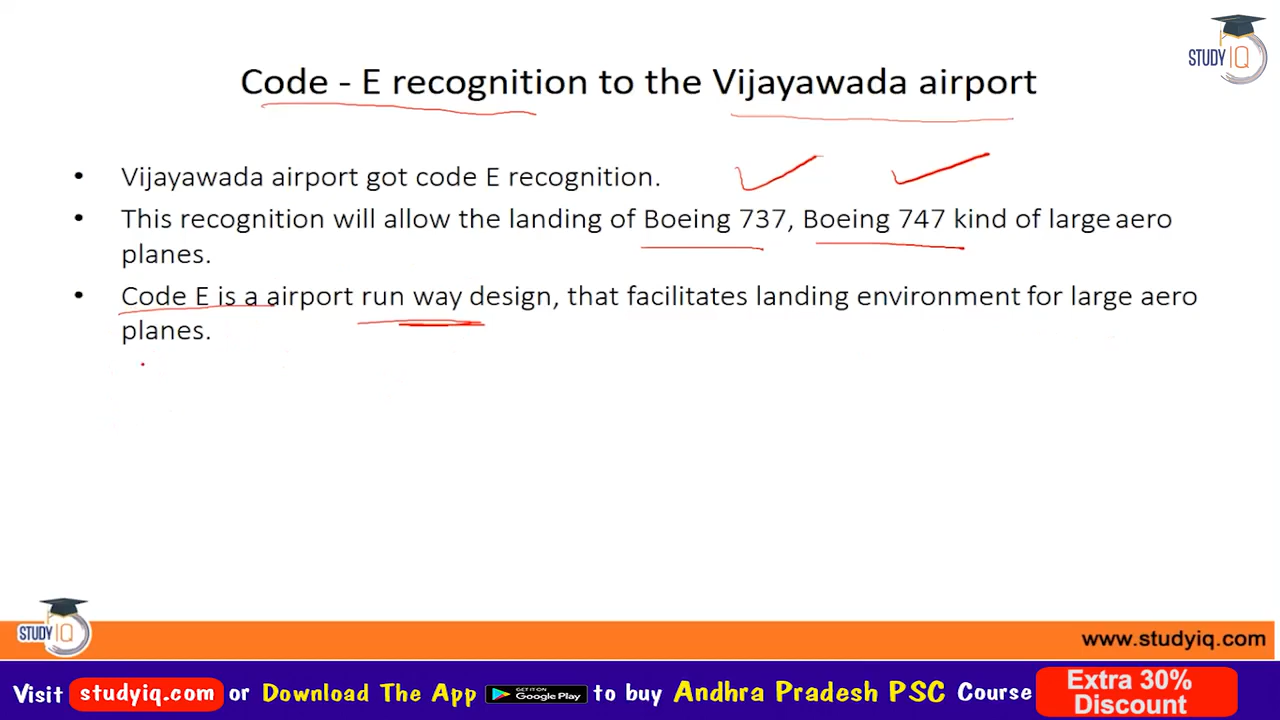 STUDY IQ
Code - E recognition to the Vijayawada airport
• Vijayawada airport got code E recognition.
• This recognition will allow the landing of Boeing 737, Boeing 747 kind of large aero
planes.
• Code E is a airport run way design, that facilitates landing environment for large aero
planes.
STUDY IQ
www.studyiq.com
Visit studyiq.com or Download The App GET IT ON Google Play to buy Andhra Pradesh PSC Course Extra 30%
Discount